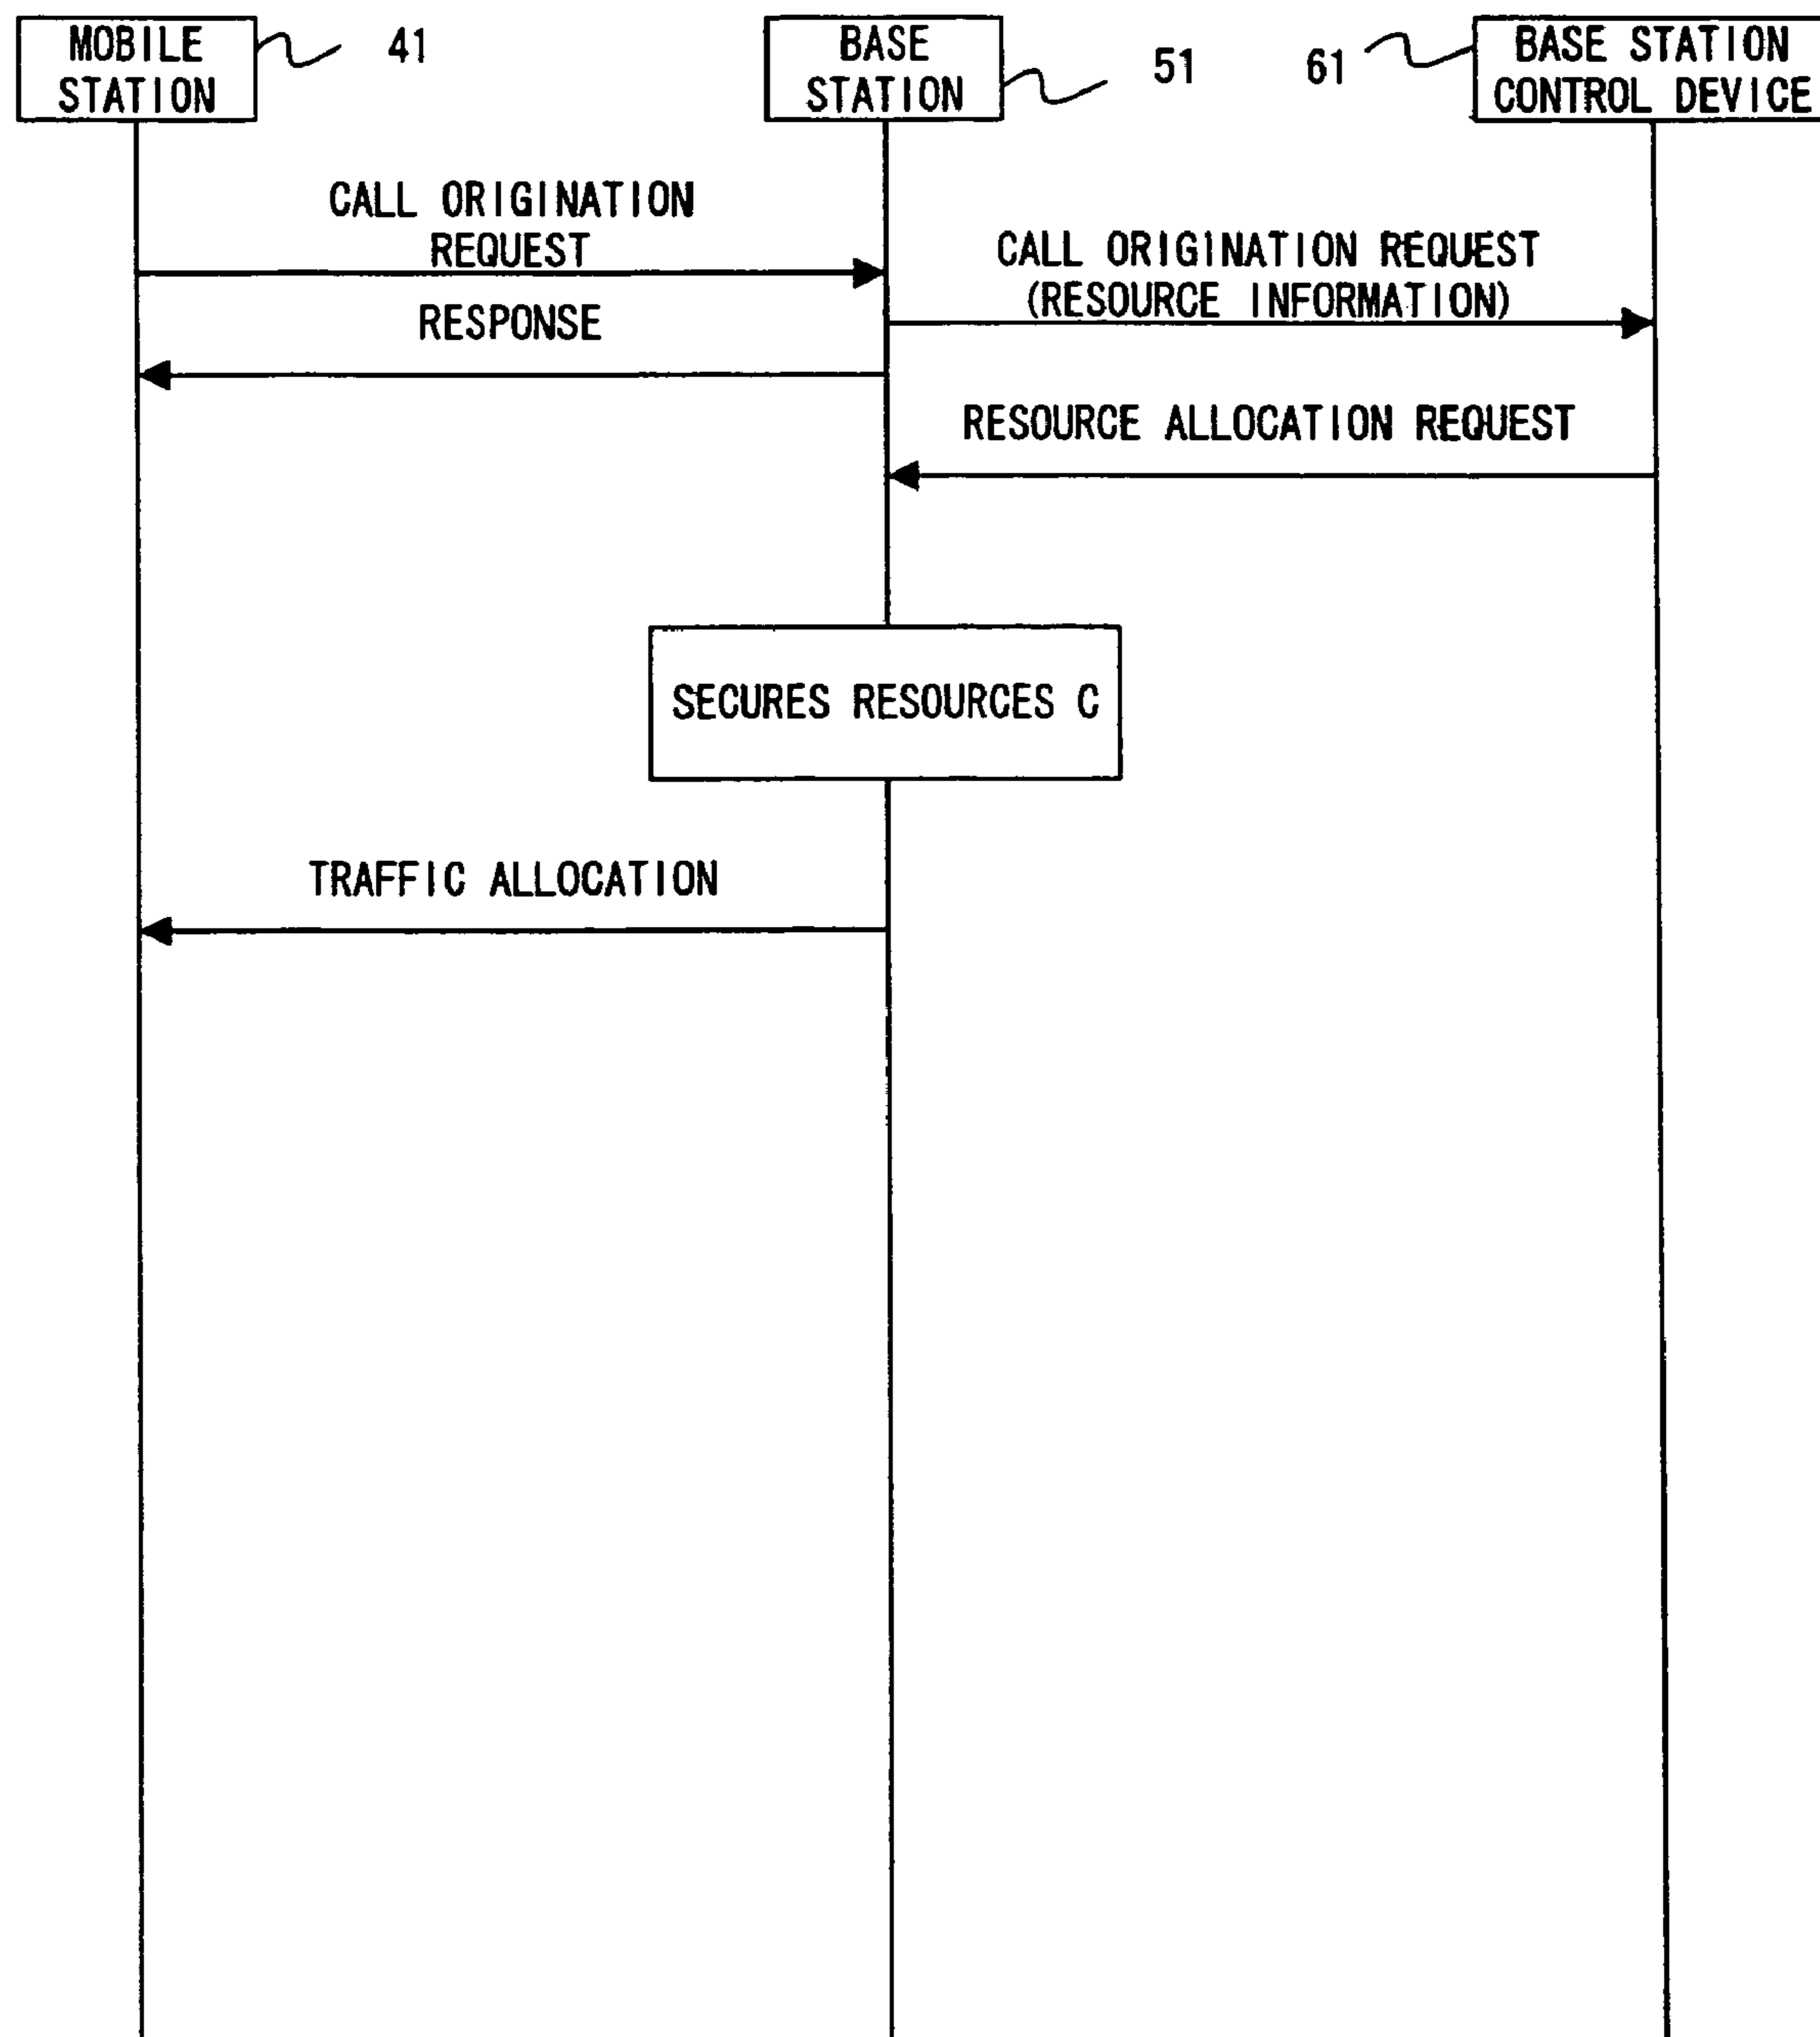 MOBILE
STATION
41
BASE
STATION
51
61
BASE STATION
CONTROL DEVICE
CALL ORIGINATION
REQUEST
CALL ORIGINATION REQUEST
(RESOURCE INFORMATION)
RESPONSE
RESOURCE ALLOCATION REQUEST
SECURES RESOURCES C
TRAFFIC ALLOCATION